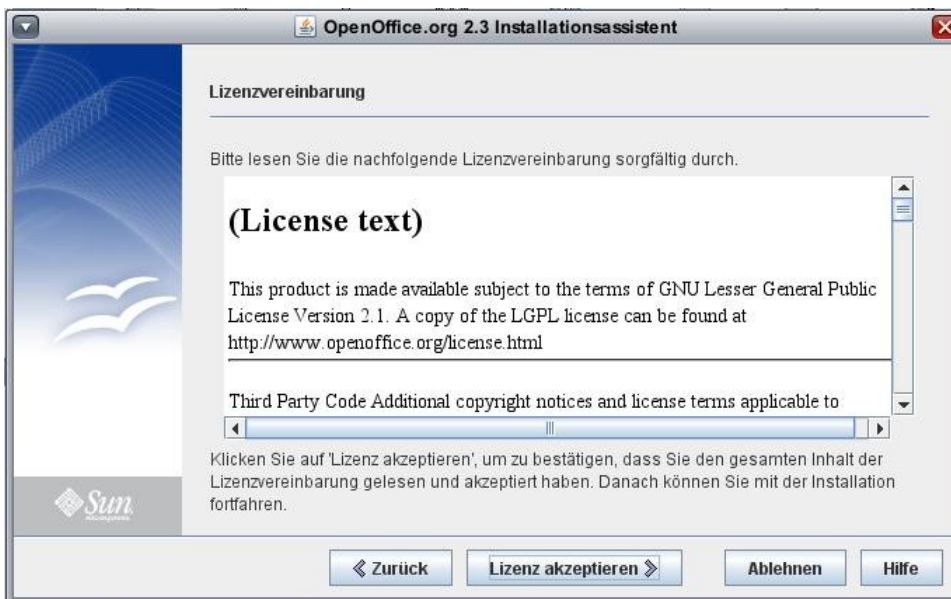 OpenOffice.org 2.3 Installationsassistent
Lizenzvereinbarung
Bitte lesen Sie die nachfolgende Lizenzvereinbarung sorgfältig durch.
(License text)
This product is made available subject to the terms of GNU Lesser General Public
License Version 2.1. A copy of the LGPL license can be found at
http://www.openoffice.org/license.html
Third Party Code Additional copyright notices and license terms applicable to
Klicken Sie auf 'Lizenz akzeptieren', um zu bestätigen, dass Sie den gesamten Inhalt der
Lizenzvereinbarung gelesen und akzeptiert haben. Danach können Sie mit der Installation
fortfahren.
Sun
microsystems
Zurück
Lizenz akzeptieren
Ablehnen
Hilfe